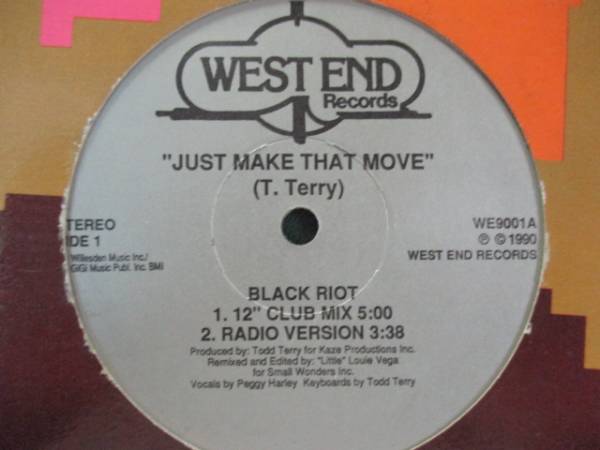 WEST END
Records
"JUST MAKE THAT MOVE"
(T. Terry)
TEREO
DE 1
Willesden Music Inc./
GiGi Music Publ. Inc. BMI
WE9001A
℗ © 1990
WEST END RECORDS
BLACK RIOT
1. 12" CLUB MIX 5:00
2. RADIO VERSION 3:38
Produced by: Todd Terry for Kaze Productions Inc.
Remixed and Edited by: "Little" Louie Vega
for Small Wonders Inc.
Vocals by Peggy Harley Keyboards by Todd Terry